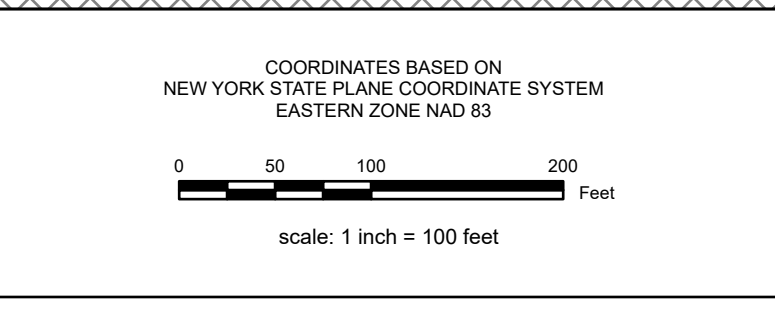 COORDINATES BASED ON
NEW YORK STATE PLANE COORDINATE SYSTEM
EASTERN ZONE NAD 83
0 50 100 200
Feet
scale: 1 inch = 100 feet